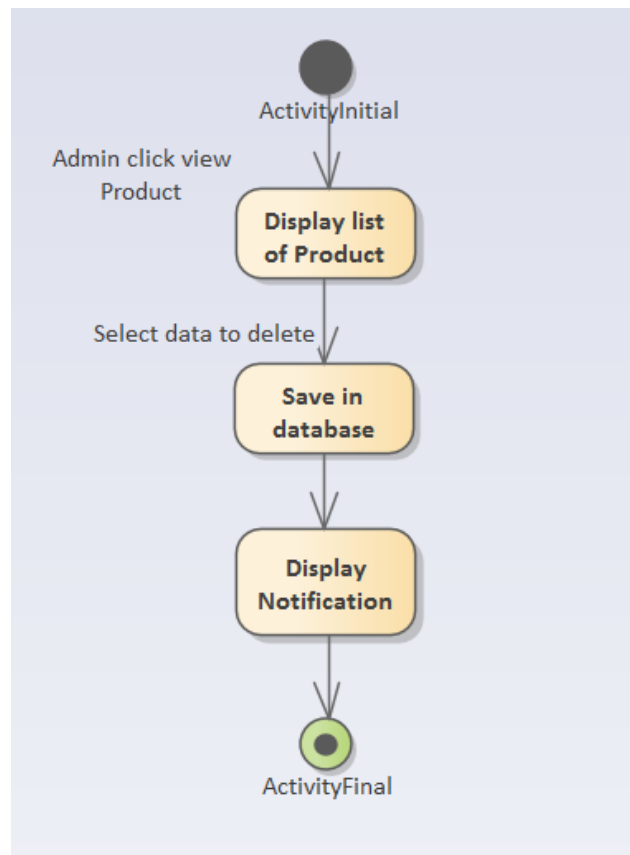 ActivityInitial
Admin click view
Product
Display list
of Product
Select data to delete
Save in
database
Display
Notification
ActivityFinal